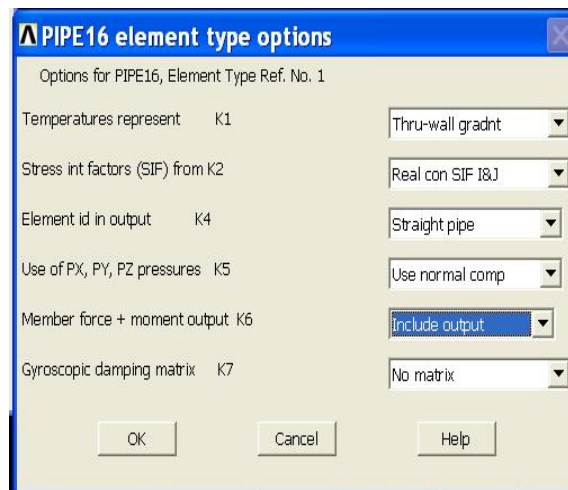 Λ PIPE16 element type options
Options for PIPE16, Element Type Ref. No. 1
Temperatures represent K1 Thru-wall gradnt
Stress int factors (SIF) from K2 Real con SIF I&J
Element id in output K4 Straight pipe
Use of PX, PY, PZ pressures K5 Use normal comp
Member force + moment output K6 Include output
Gyroscopic damping matrix K7 No matrix
OK Cancel Help